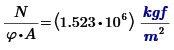 N/(φ•A) = (1.523•10⁶) kgf/m²